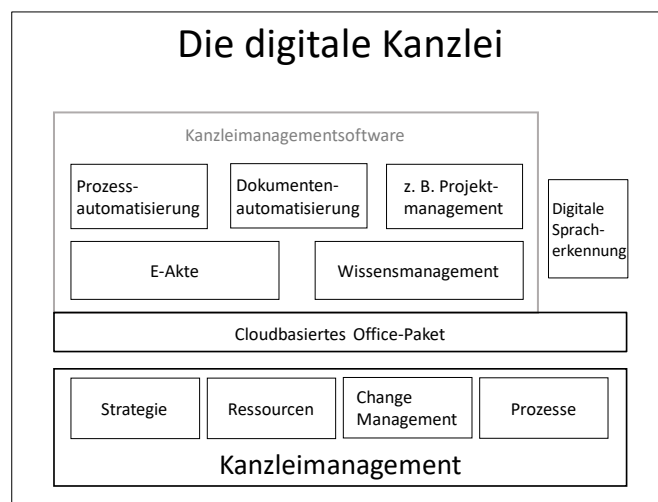 Die digitale Kanzlei
Kanzleimanagementsoftware
Prozess-
automatisierung
Dokumenten-
automatisierung
z. B. Projekt-
management
Digitale
Sprach-
erkennung
E-Akte
Wissensmanagement
Cloudbasiertes Office-Paket
Strategie
Ressourcen
Change
Management
Prozesse
Kanzleimanagement